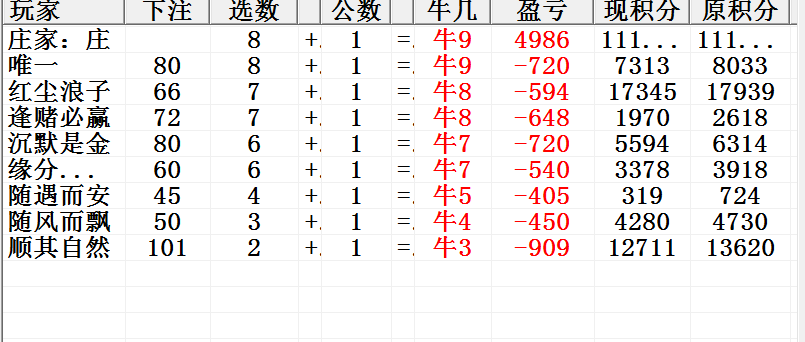 玩家 下注 选数 公数 牛几 盈亏 现积分 原积分
庄家：庄 8 +. 1 =. 牛9 4986 111... 111...
唯一 80 8 +. 1 =. 牛9 -720 7313 8033
红尘浪子 66 7 +. 1 =. 牛8 -594 17345 17939
逢赌必赢 72 7 +. 1 =. 牛8 -648 1970 2618
沉默是金 80 6 +. 1 =. 牛7 -720 5594 6314
缘分... 60 6 +. 1 =. 牛7 -540 3378 3918
随遇而安 45 4 +. 1 =. 牛5 -405 319 724
随风而飘 50 3 +. 1 =. 牛4 -450 4280 4730
顺其自然 101 2 +. 1 =. 牛3 -909 12711 13620